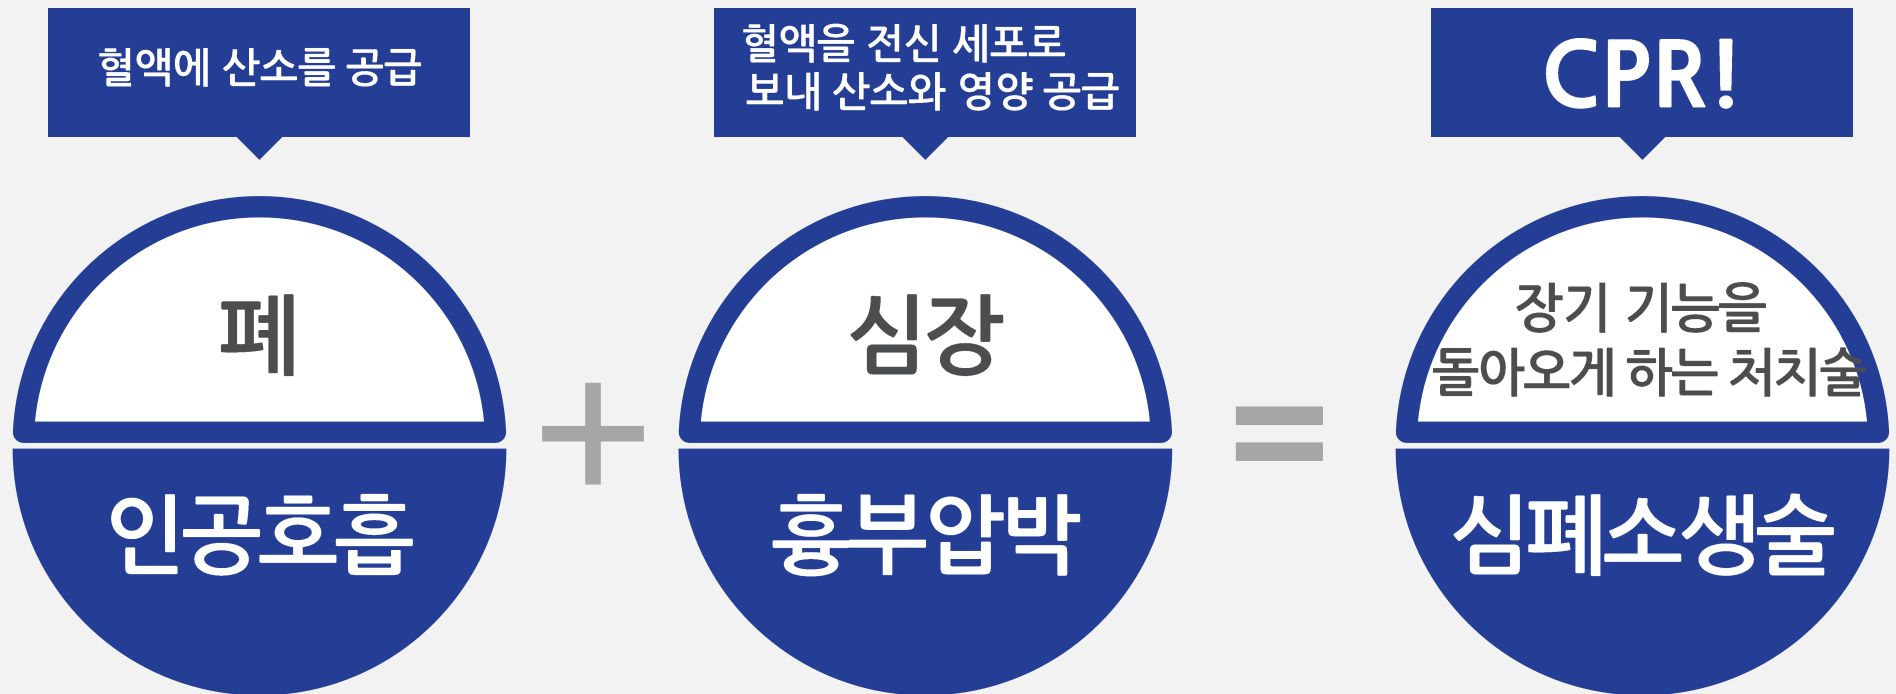 혈액에 산소를 공급
폐
인공호흡
+
혈액을 전신 세포로
보내 산소와 영양 공급
심장
흉부압박
=
CPR!
장기 기능을
돌아오게 하는 처치술
심폐소생술